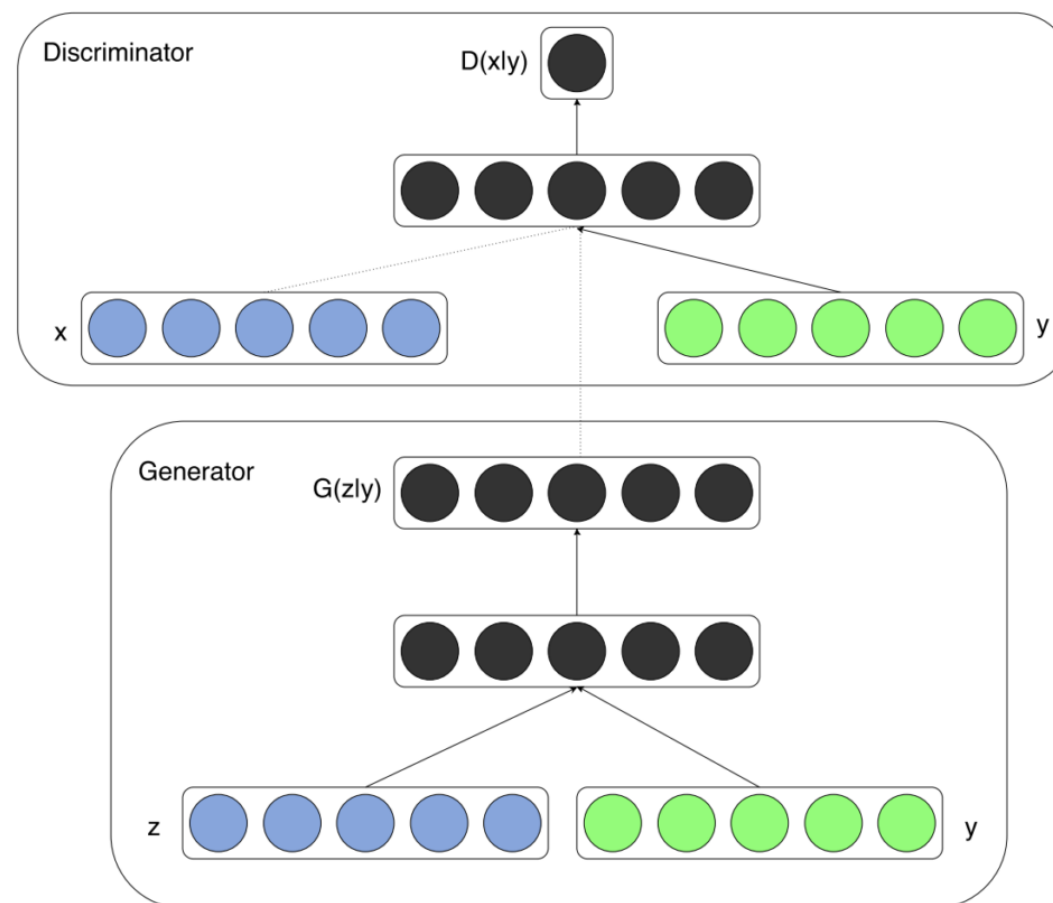 Discriminator
D(x|y)
x
y
Generator
G(z|y)
z
y